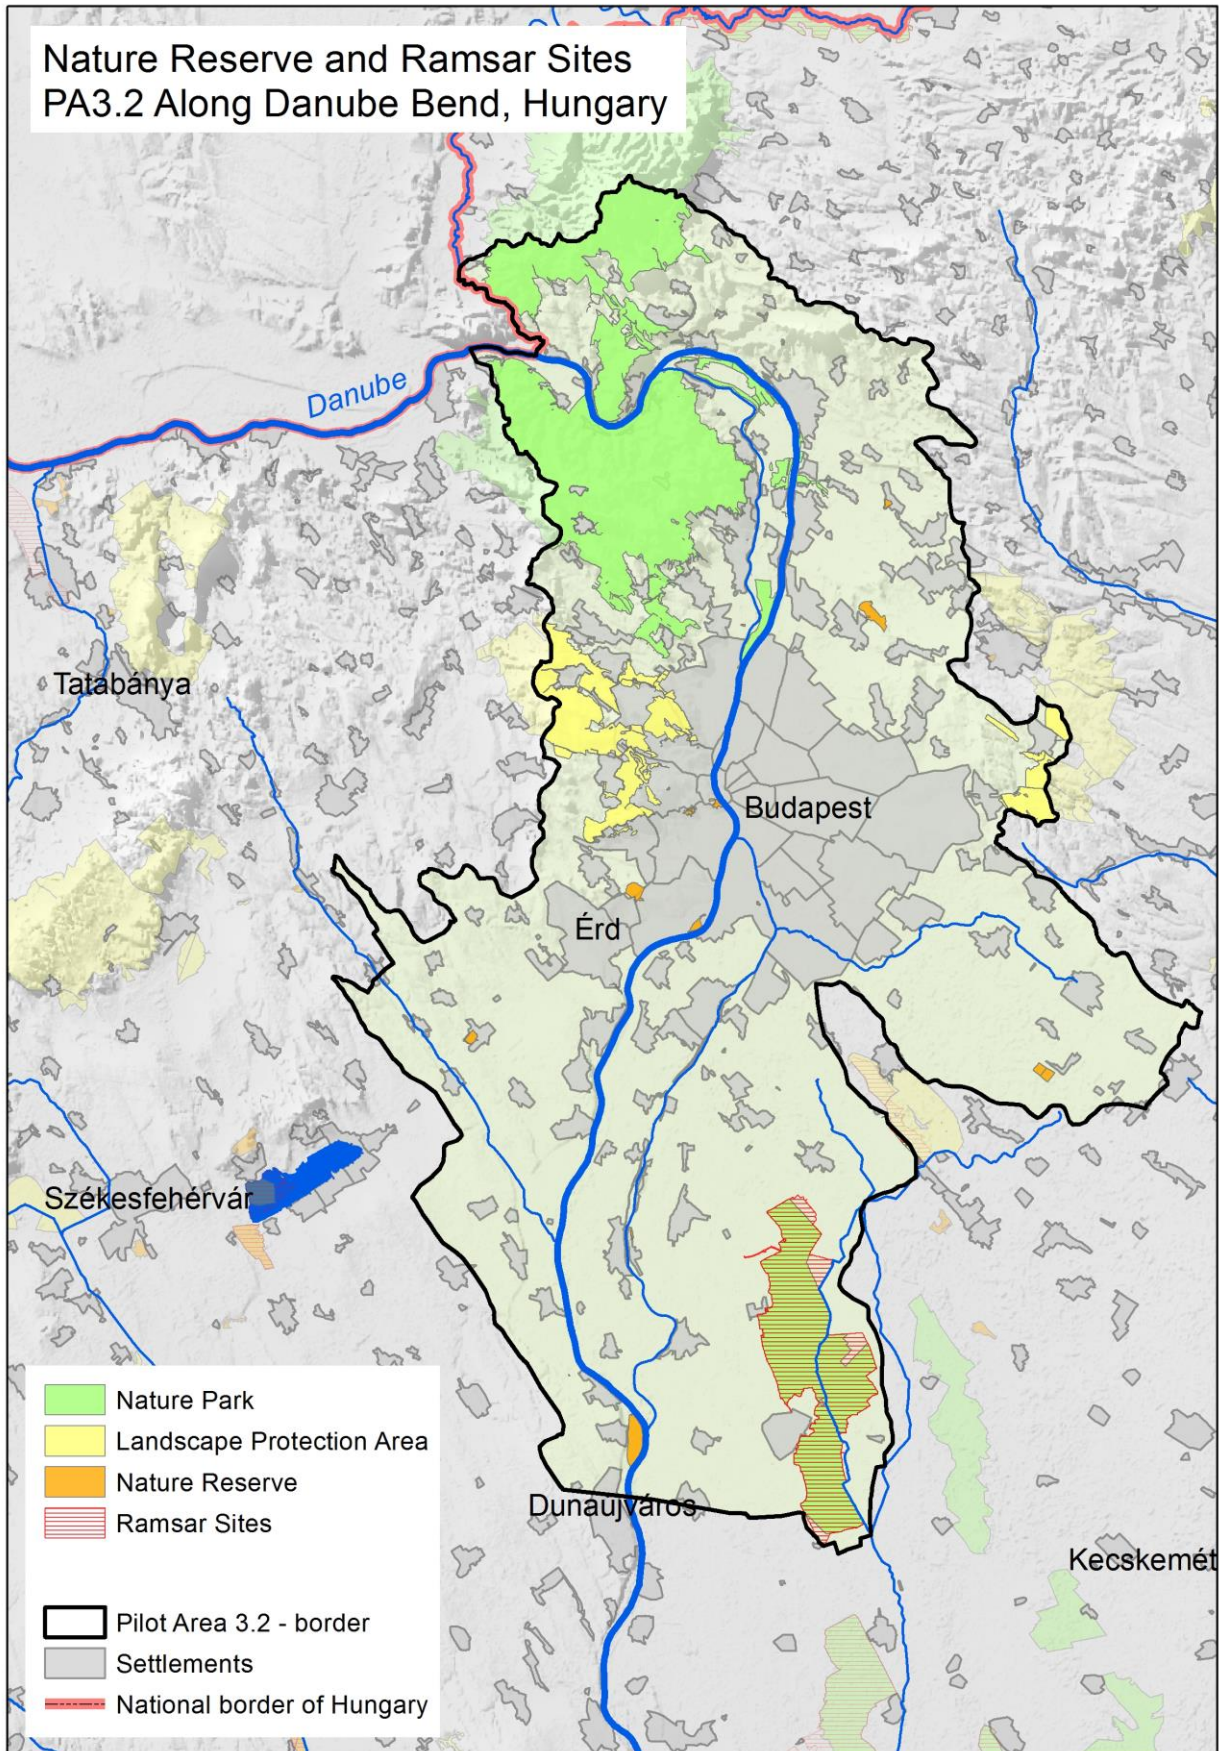 Nature Reserve and Ramsar Sites
PA3.2 Along Danube Bend, Hungary
Danube
Tatabánya
Budapest
Érd
Székesfehérvár
Nature Park
Landscape Protection Area
Nature Reserve
Ramsar Sites
Dunaújváros
Kecskemét
Pilot Area 3.2 - border
Settlements
National border of Hungary